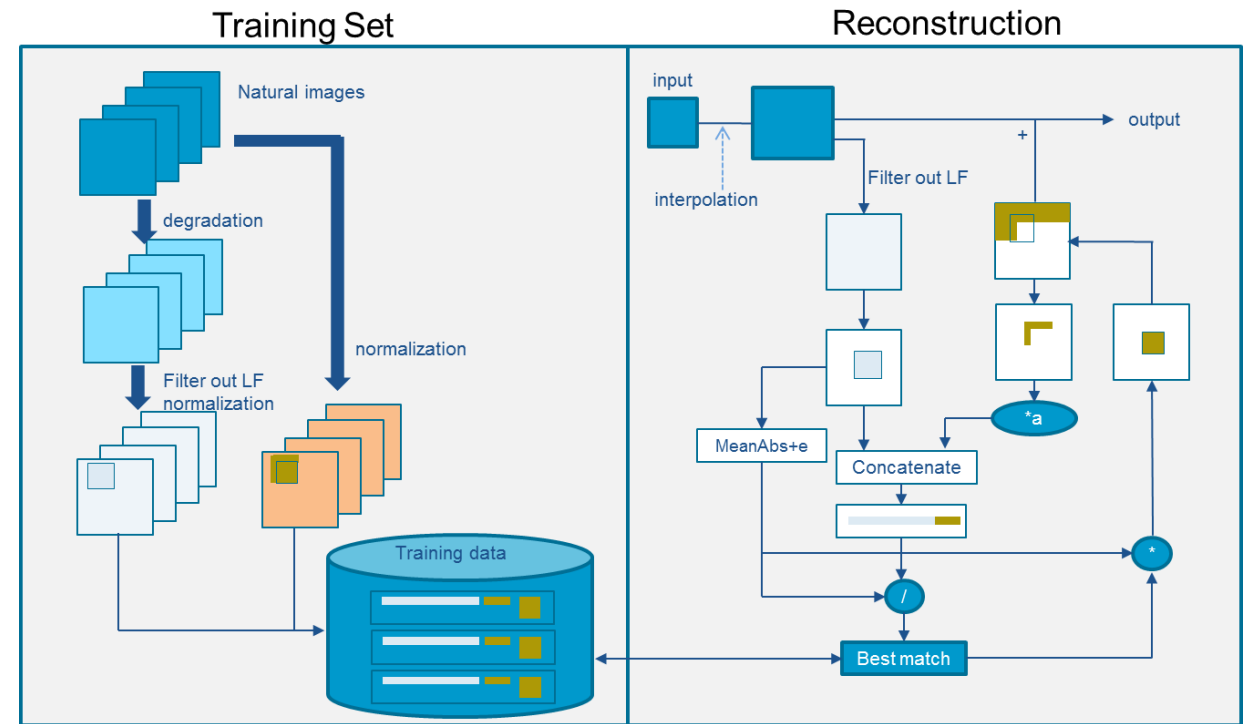 Training Set
Reconstruction
Natural images
degradation
Filter out LF
normalization
normalization
Training data
input
interpolation
output
+
Filter out LF
*a
MeanAbs+e
Concatenate
*
/
Best match